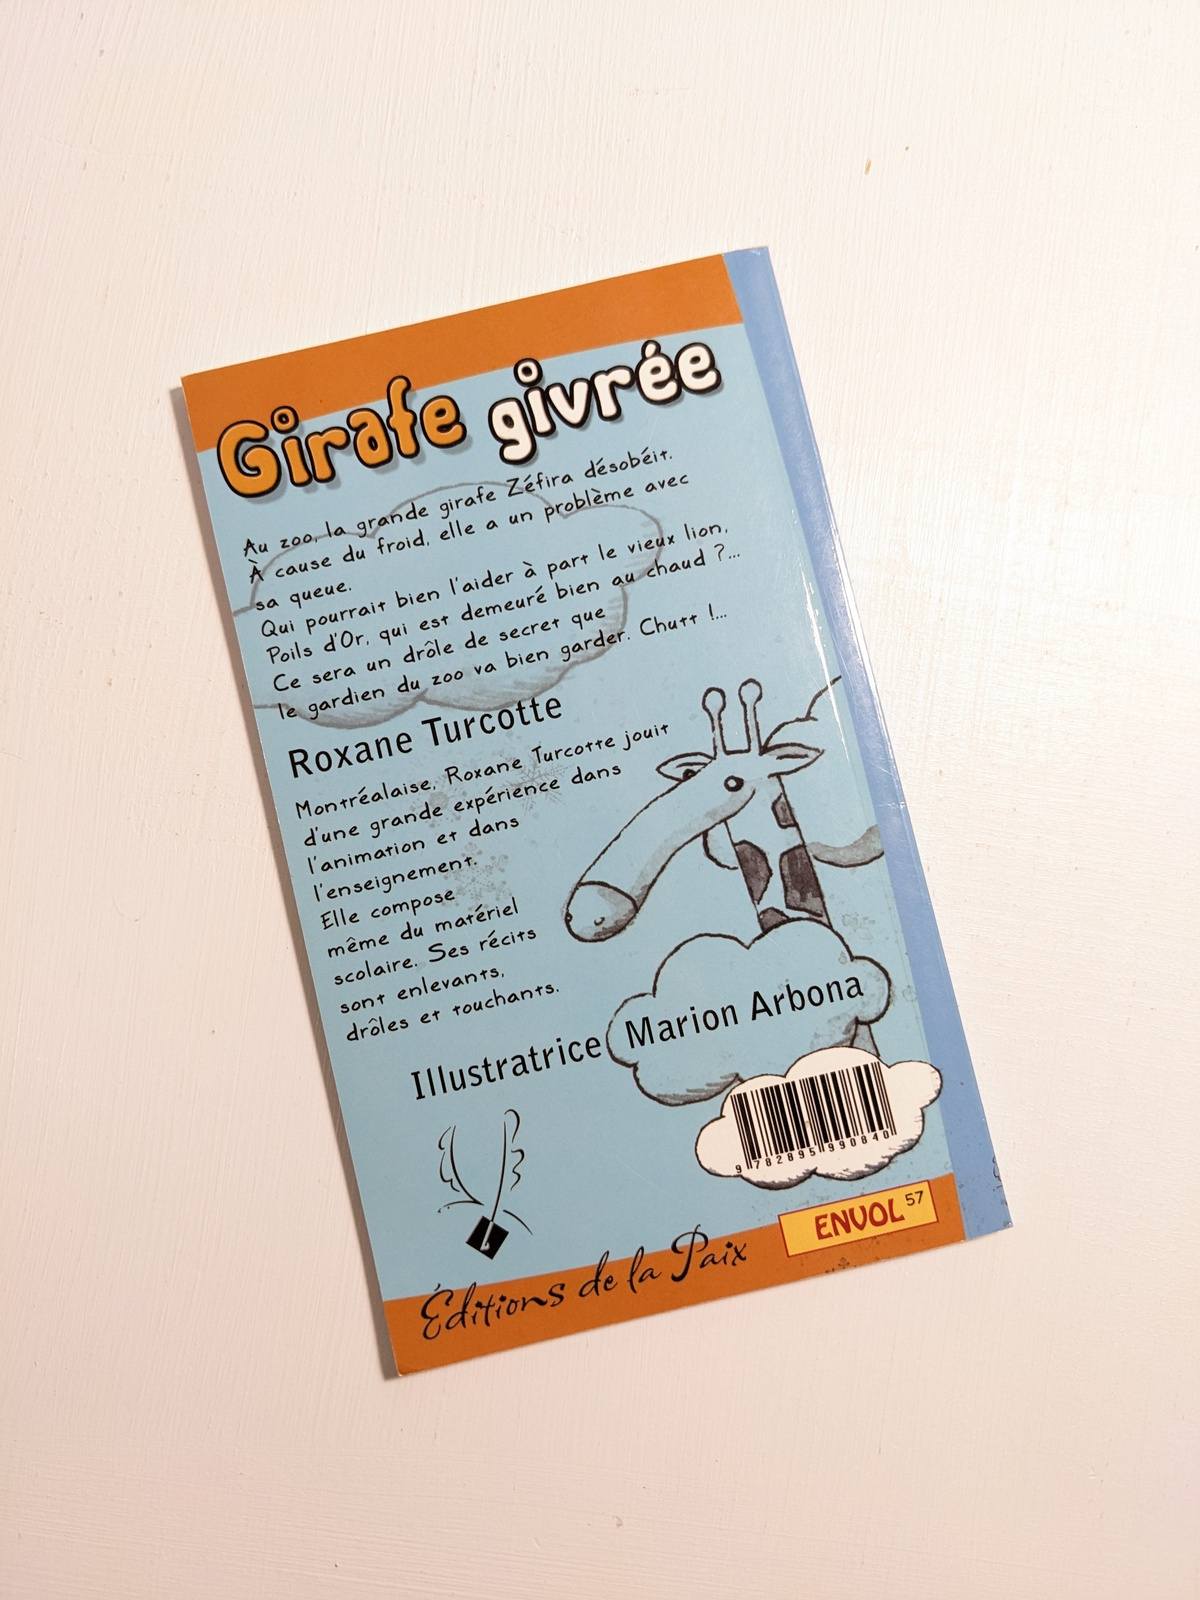 Girafe givrée
Au zoo, la grande girafe Zéfira désobéit.
À cause du froid, elle a un problème avec
sa queue.
Qui pourrait bien l'aider à part le vieux lion,
Poils d'Or, qui est demeuré bien au chaud ?...
Ce sera un drôle de secret que
le gardien du zoo va bien garder. Chutt !...
Roxane Turcotte
Montréalaise, Roxane Turcotte jouit
d'une grande expérience dans
l'animation et dans
l'enseignement.
Elle compose
même du matériel
scolaire. Ses récits
sont enlevants,
drôles et touchants.
Illustratrice Marion Arbona
9 782895 990840
ENVOL 57
Éditions de la Paix